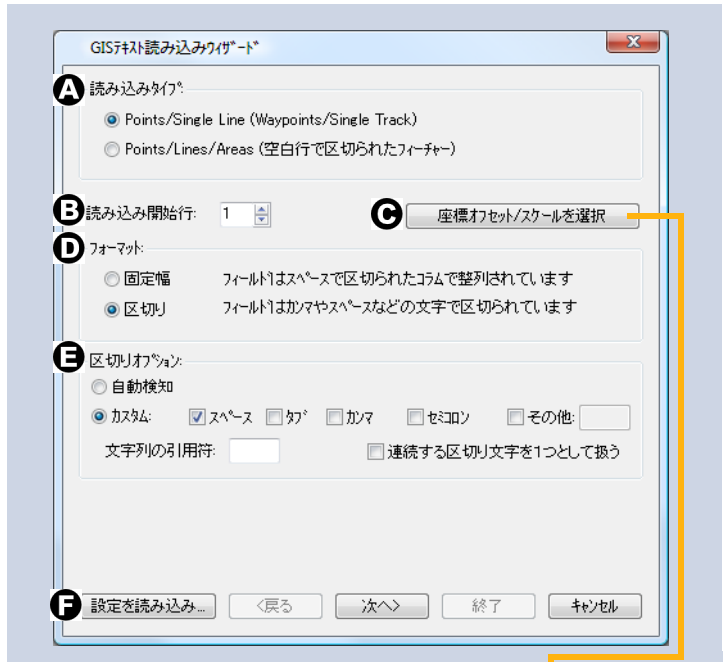 GISﾃｷｽﾄ読み込みｳｨｻﾞｰﾄﾞ
A 読み込みﾀｲﾌﾟ:
Points/Single Line (Waypoints/Single Track)
Points/Lines/Areas (空白行で区切られたﾌｨｰﾁｬｰ)
B 読み込み開始行: 1 C 座標ｵﾌｾｯﾄ/ｽｹｰﾙを選択
D ﾌｫｰﾏｯﾄ:
固定幅 ﾌｨｰﾙﾄﾞはｽﾍﾟｰｽで区切られたｺﾗﾑで整列されています
区切り ﾌｨｰﾙﾄﾞはｶﾝﾏやｽﾍﾟｰｽなどの文字で区切られています
E 区切りｵﾌﾟｼｮﾝ:
自動検知
ｶｽﾀﾑ: ｽﾍﾟｰｽ ﾀﾌﾞ ｶﾝﾏ ｾﾐｺﾛﾝ その他:
文字列の引用符: 連続する区切り文字を1つとして扱う
F 設定を読み込み... <戻る 次へ> 終了 ｷｬﾝｾﾙ